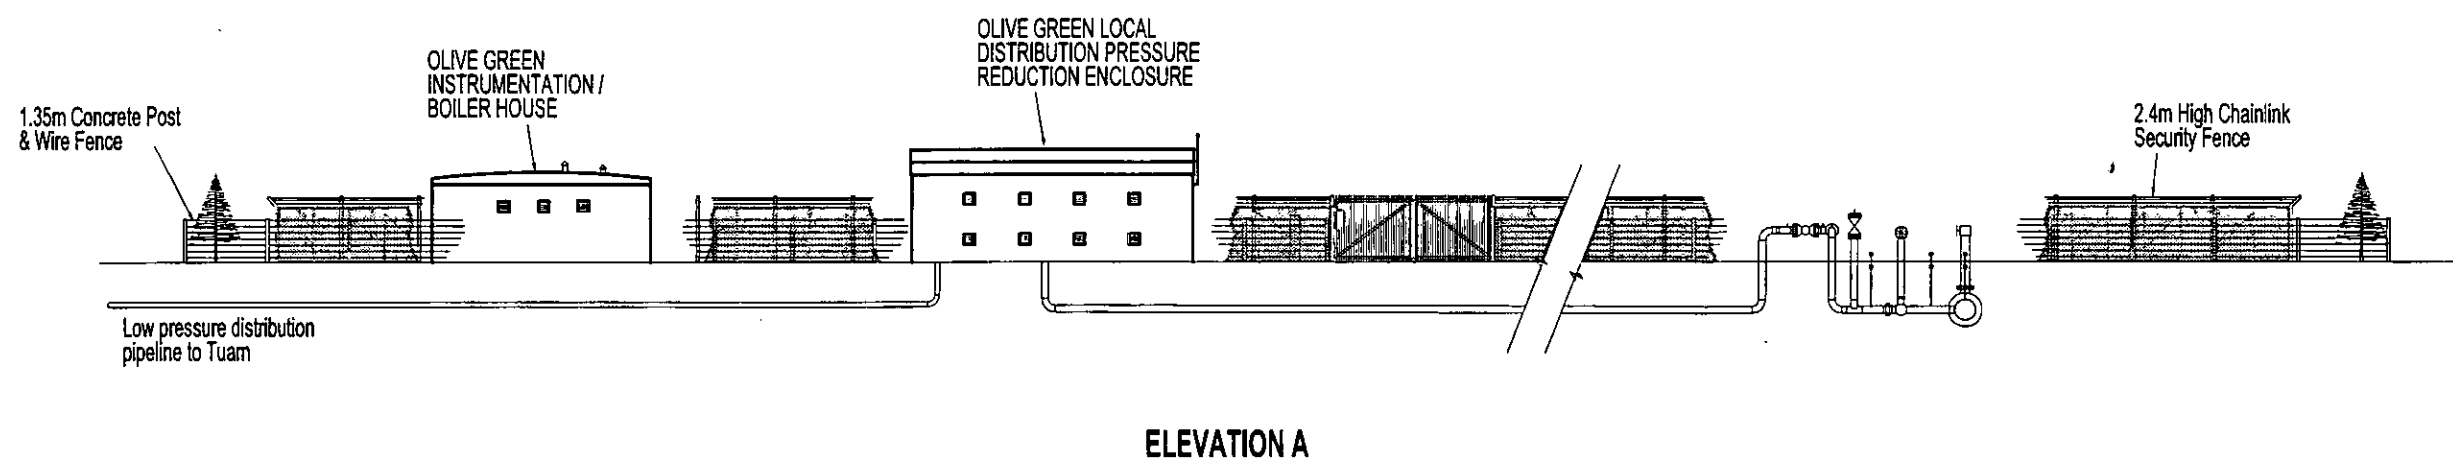 OLIVE GREEN LOCAL
DISTRIBUTION PRESSURE
REDUCTION ENCLOSURE
OLIVE GREEN
INSTRUMENTATION /
BOILER HOUSE
1.35m Concrete Post
& Wire Fence
2.4m High Chainlink
Security Fence
Low pressure distribution
pipeline to Tuam
ELEVATION A